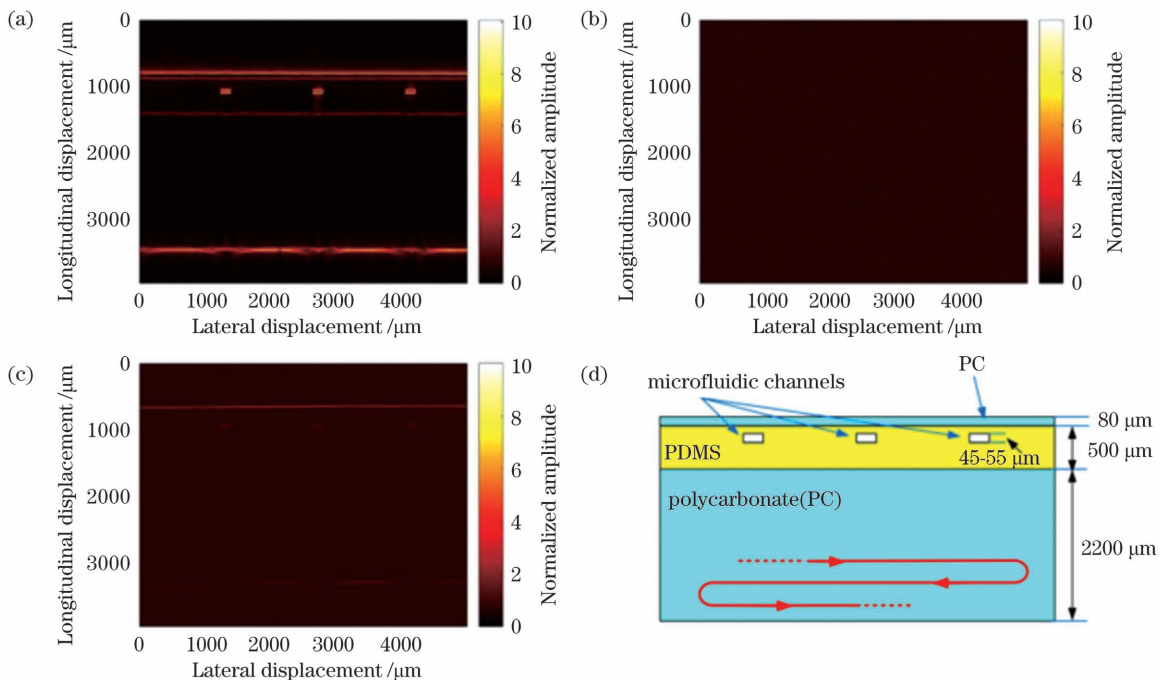 (a)
Longitudinal displacement /μm
0
1000
2000
3000
0
1000
2000
3000
4000
Lateral displacement /μm
10
8
6
4
2
0
Normalized amplitude
(b)
Longitudinal displacement /μm
0
1000
2000
3000
0
1000
2000
3000
4000
Lateral displacement /μm
10
8
6
4
2
0
Normalized amplitude
(c)
Longitudinal displacement /μm
0
1000
2000
3000
0
1000
2000
3000
4000
Lateral displacement /μm
10
8
6
4
2
0
Normalized amplitude
(d)
microfluidic channels
PC
80 μm
PDMS
45-55 μm
500 μm
polycarbonate(PC)
2200 μm